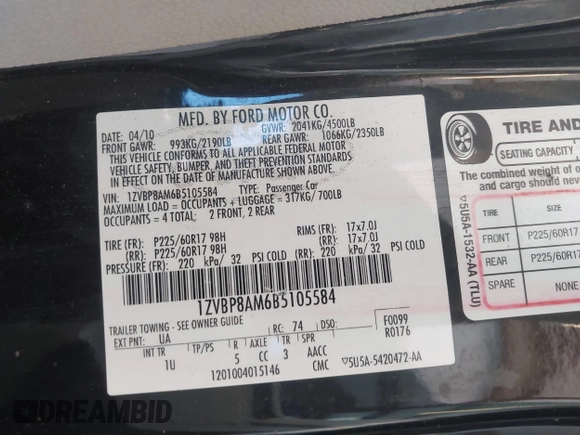 MFD. BY FORD MOTOR CO.
04/10 GVWR: 2041KG/4500LB
FRONT GAWR: 993KG/2190LB REAR GAWR: 1066KG/2350LB
THIS VEHICLE CONFORMS TO ALL APPLICABLE FEDERAL MOTOR
VEHICLE SAFETY, BUMPER, AND THEFT PREVENTION STANDARDS
IN EFFECT ON THE DATE OF MANUFACTURE SHOWN ABOVE.
VIN: 1ZVBP8AM6B5105584 TYPE: Passenger Car
MAXIMUM LOAD = OCCUPANTS + LUGGAGE = 317KG/ 700LB
OCCUPANTS = 4 TOTAL; 2 FRONT, 2 REAR
TIRE (FR): P225/60R17 98H RIMS (FR): 17x7.0J
(RR): P225/60R17 98H (RR): 17x7.0J
PRESSURE (FR): 220 kPa/ 32 PSI COLD (RR): 220 kPa/ 32 PSI COLD
1ZVBP8AM6B5105584
TRAILER TOWING - SEE OWNER GUIDE
EXT PNT: UA RC: 74 DSO: F0099
R0176
INT TR TP/PS R AXLE TR SPR
1U 5 CC 3 AACC
1201004015146 CMC ▽5U5A-5420472-AA
TIRE AND
SEATING CAPACITY
The combined weight of o
and cargo should never
TIRE SIZE
FRONT P225/60R17
REAR P225/60R17
SPARE NONE
▽5U5A-1532-AA (TLU)
DREAMBID